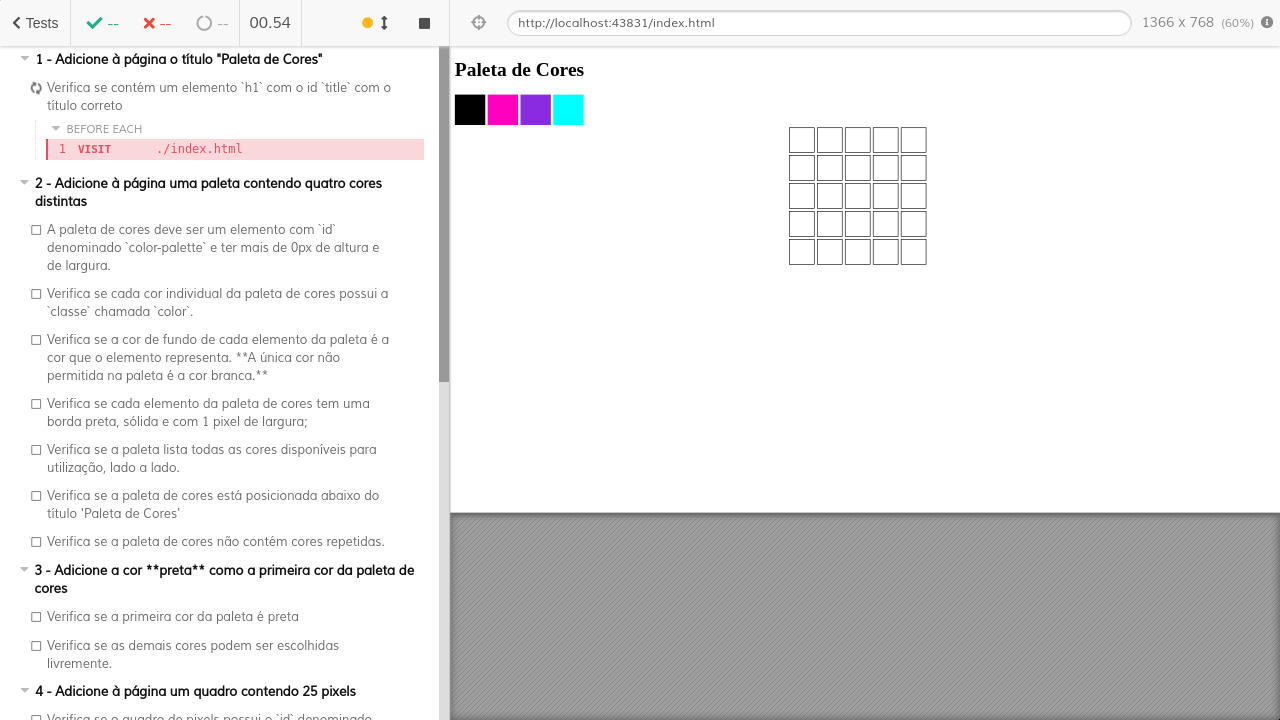 Tests
--
--
--
00.54
http://localhost:43831/index.html
1366 x 768 (60%)
1 - Adicione à página o título "Paleta de Cores"
Verifica se contém um elemento `h1` com o id `title` com o
título correto
BEFORE EACH
1 VISIT ./index.html
2 - Adicione à página uma paleta contendo quatro cores
distintas
A paleta de cores deve ser um elemento com `id`
denominado `color-palette` e ter mais de 0px de altura e
de largura.
Verifica se cada cor individual da paleta de cores possui a
`classe` chamada `color`.
Verifica se a cor de fundo de cada elemento da paleta é a
cor que o elemento representa. **A única cor não
permitida na paleta é a cor branca.**
Verifica se cada elemento da paleta de cores tem uma
borda preta, sólida e com 1 pixel de largura;
Verifica se a paleta lista todas as cores disponíveis para
utilização, lado a lado.
Verifica se a paleta de cores está posicionada abaixo do
título 'Paleta de Cores'
Verifica se a paleta de cores não contém cores repetidas.
3 - Adicione a cor **preta** como a primeira cor da paleta de
cores
Verifica se a primeira cor da paleta é preta
Verifica se as demais cores podem ser escolhidas
livremente.
4 - Adicione à página um quadro contendo 25 pixels
Verifica se o quadro de pixels possui o `id` denominado
Paleta de Cores